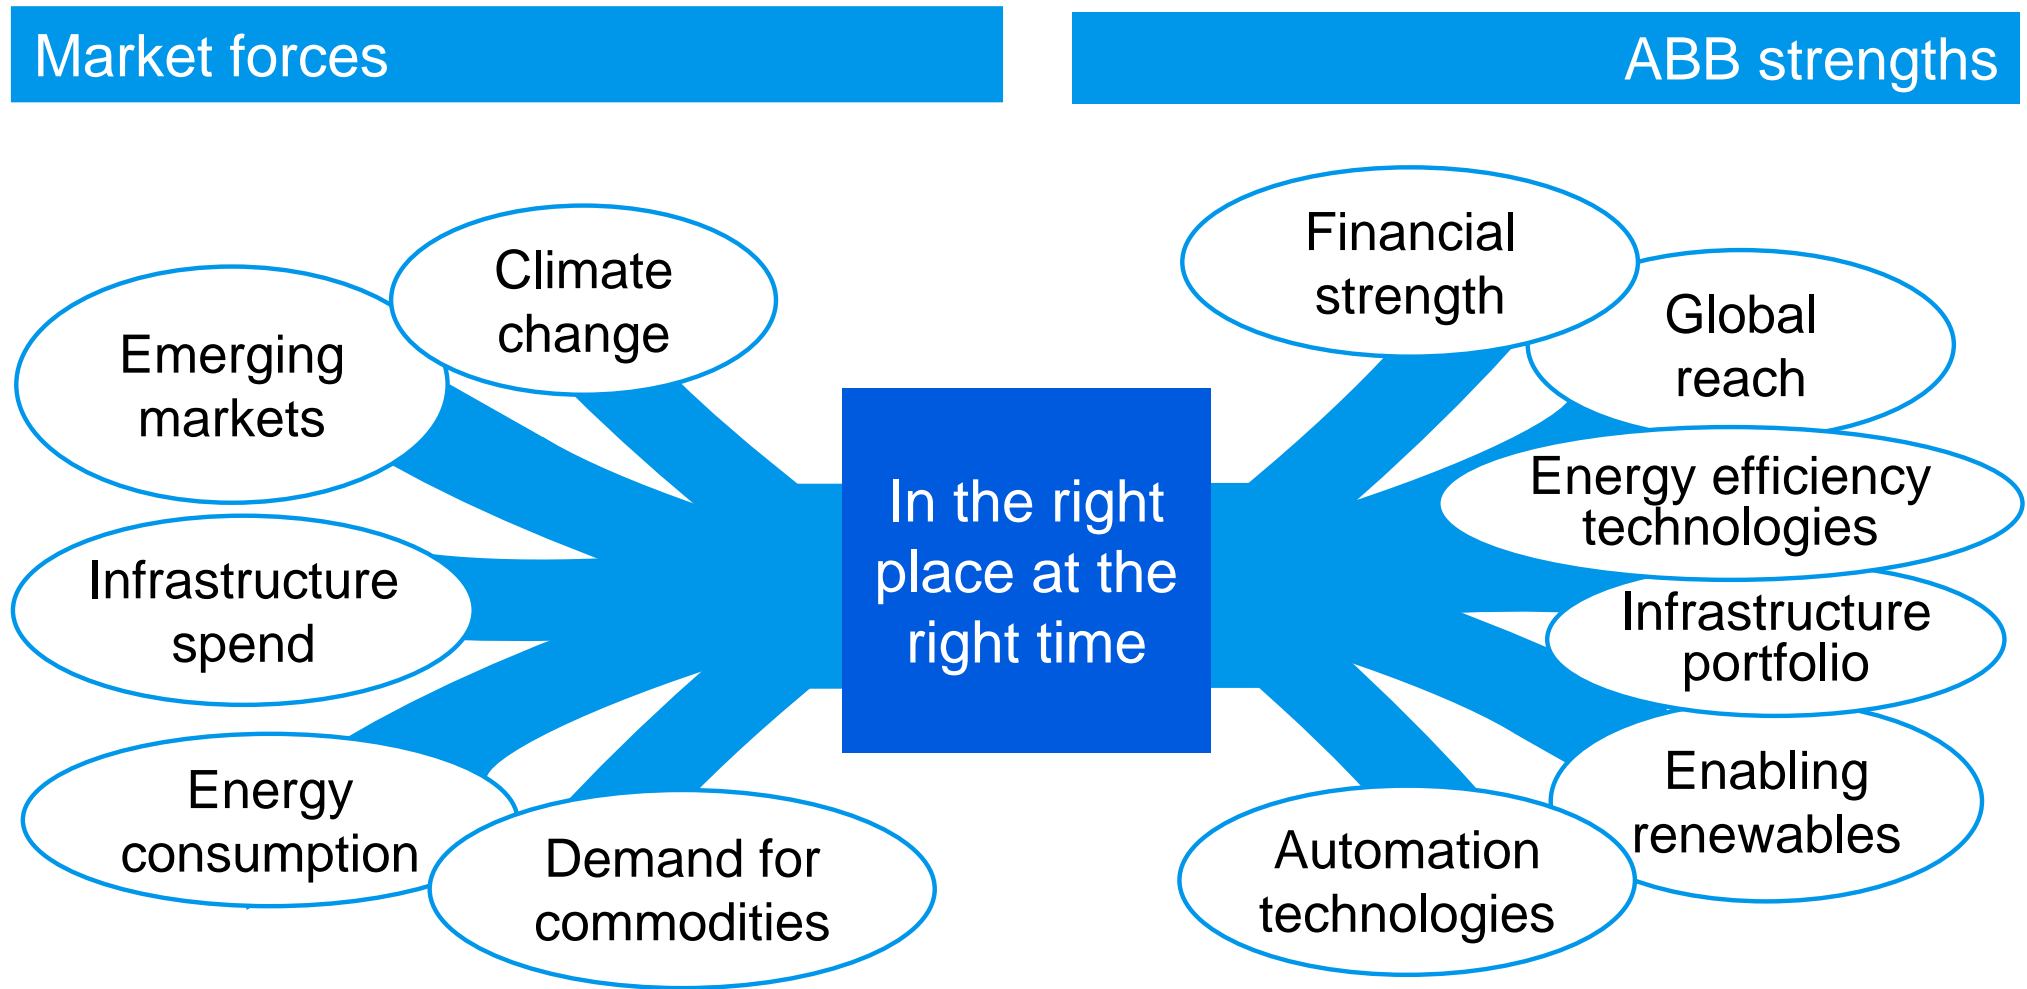 Market forces
ABB strengths
Climate
change
Emerging
markets
Infrastructure
spend
Energy
consumption
Demand for
commodities
In the right
place at the
right time
Financial
strength
Global
reach
Energy efficiency
technologies
Infrastructure
portfolio
Enabling
renewables
Automation
technologies